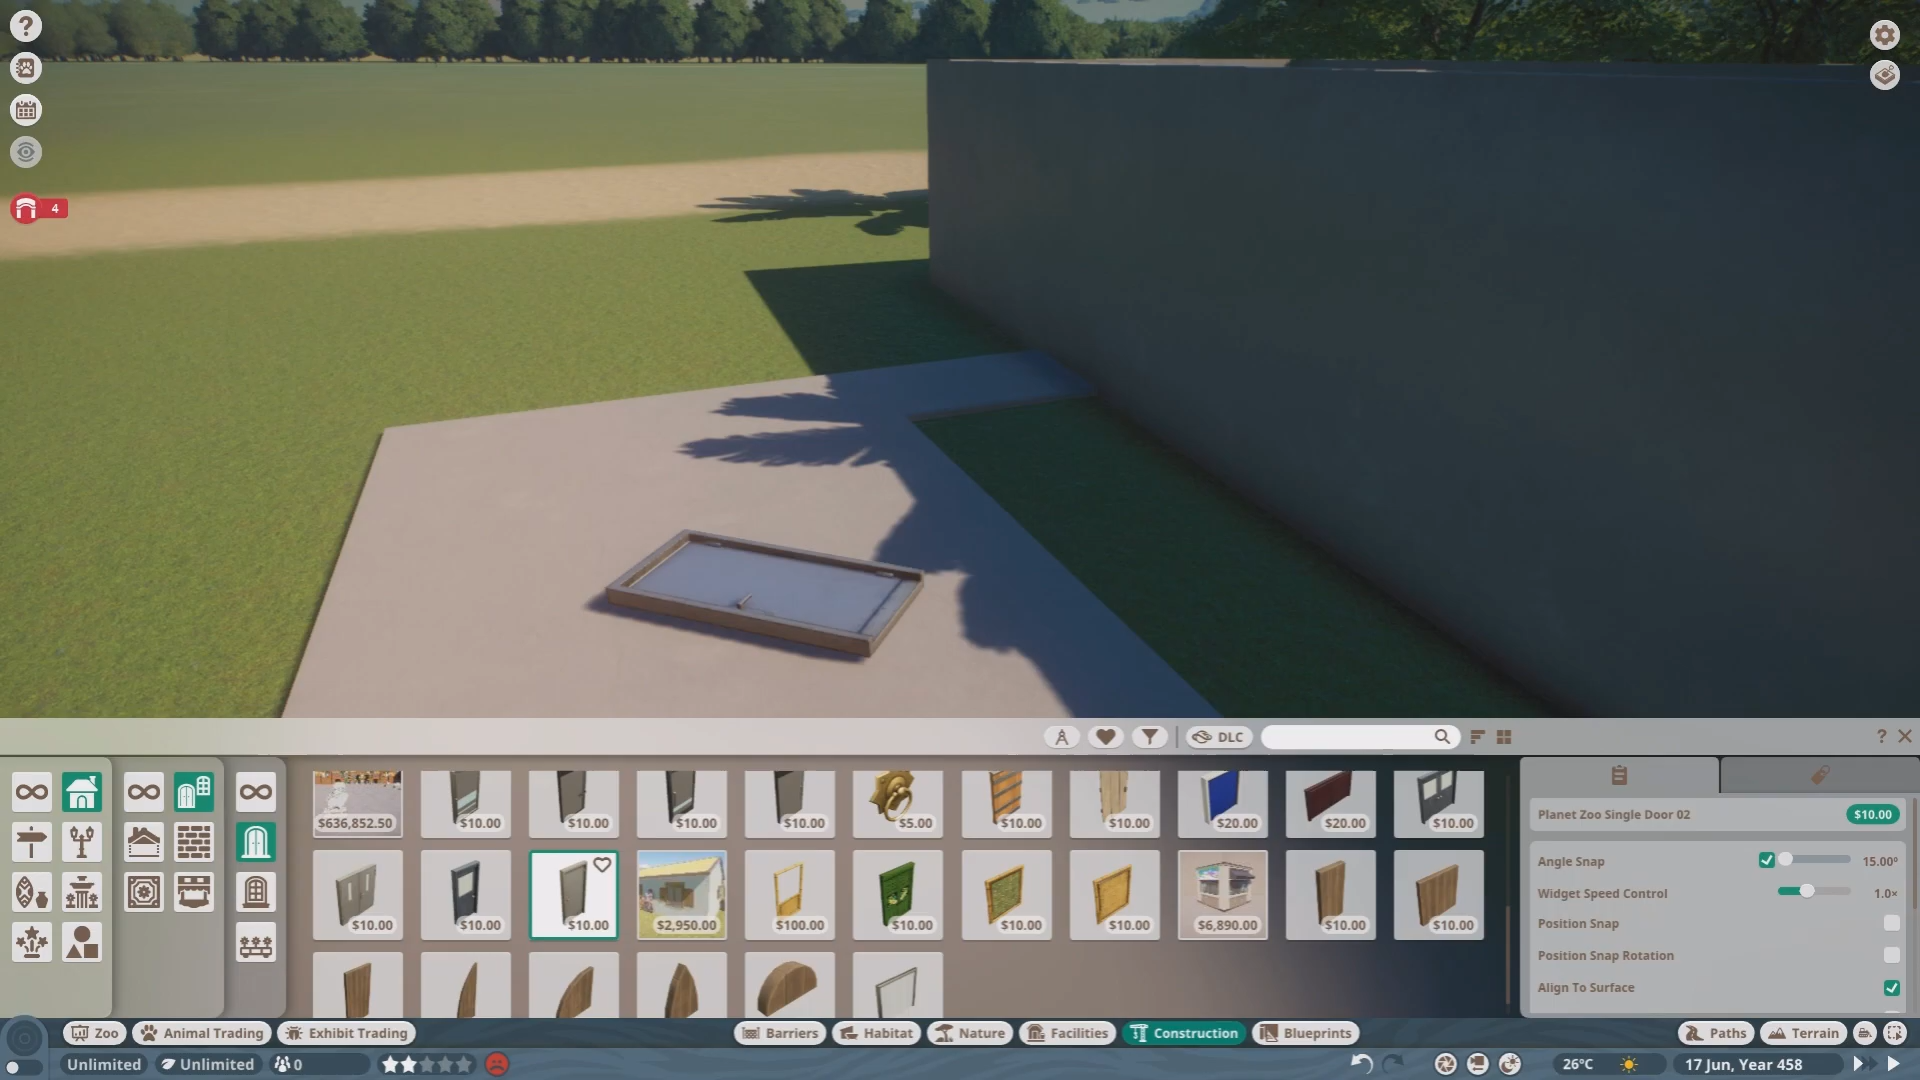 ?
4
DLC
?
$636,852.50
$10.00
$10.00
$10.00
$10.00
$5.00
$10.00
$10.00
$20.00
$20.00
$10.00
$10.00
$10.00
$10.00
$2,950.00
$100.00
$10.00
$10.00
$10.00
$6,890.00
$10.00
$10.00
Planet Zoo Single Door 02
$10.00
Angle Snap
15.00°
Widget Speed Control
1.0×
Position Snap
Position Snap Rotation
Align To Surface
Zoo
Animal Trading
Exhibit Trading
Barriers
Habitat
Nature
Facilities
Construction
Blueprints
Paths
Terrain
Unlimited
Unlimited
0
26°C
17 Jun, Year 458